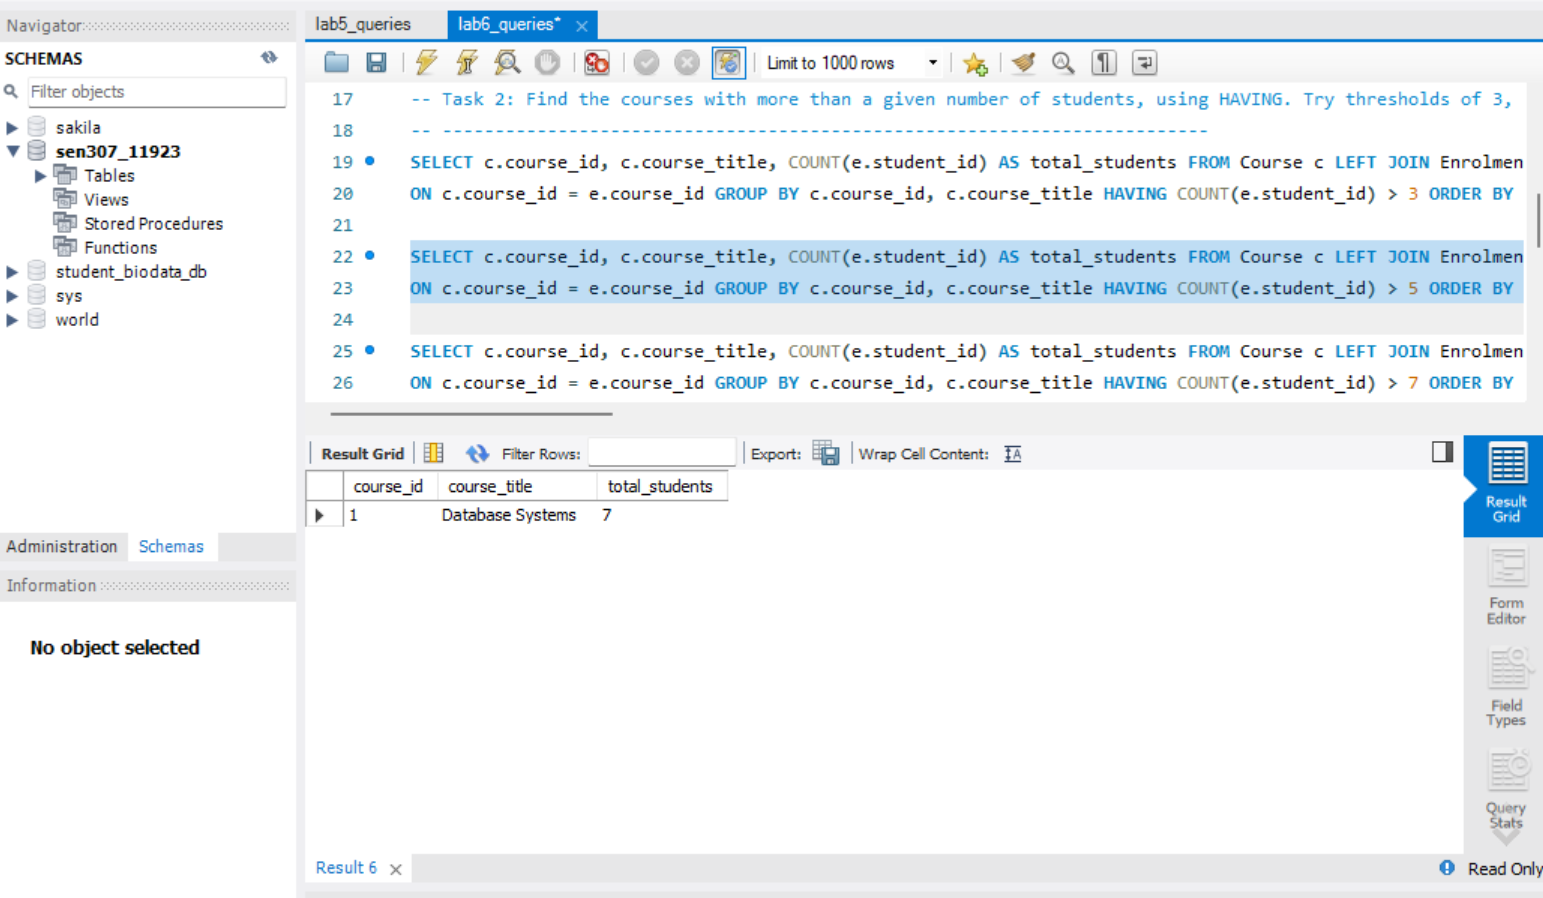 Navigator
SCHEMAS
Filter objects
sakila
sen307_11923
Tables
Views
Stored Procedures
Functions
student_biodata_db
sys
world
Administration Schemas
Information
No object selected
lab5_queries lab6_queries*
Limit to 1000 rows
17 -- Task 2: Find the courses with more than a given number of students, using HAVING. Try thresholds of 3,
18 -- -------------------------------------------------------------------------
19 SELECT c.course_id, c.course_title, COUNT(e.student_id) AS total_students FROM Course c LEFT JOIN Enrolmen
20 ON c.course_id = e.course_id GROUP BY c.course_id, c.course_title HAVING COUNT(e.student_id) > 3 ORDER BY
21
22 SELECT c.course_id, c.course_title, COUNT(e.student_id) AS total_students FROM Course c LEFT JOIN Enrolmen
23 ON c.course_id = e.course_id GROUP BY c.course_id, c.course_title HAVING COUNT(e.student_id) > 5 ORDER BY
24
25 SELECT c.course_id, c.course_title, COUNT(e.student_id) AS total_students FROM Course c LEFT JOIN Enrolmen
26 ON c.course_id = e.course_id GROUP BY c.course_id, c.course_title HAVING COUNT(e.student_id) > 7 ORDER BY
Result Grid Filter Rows: Export: Wrap Cell Content:
course_id course_title total_students
1 Database Systems 7
Result
Grid
Form
Editor
Field
Types
Query
Stats
Result 6
Read Only